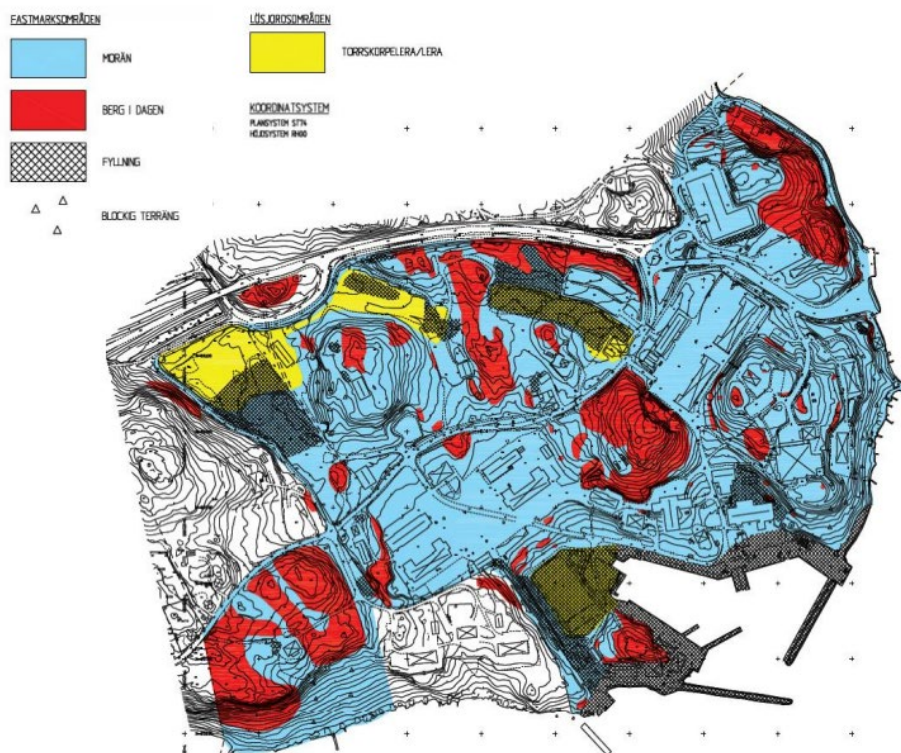 FASTMARKSOMRÅDEN
MORÄN
BERG I DAGEN
FYLLNING
BLOCKIG TERRÄNG
LÖSJORDSOMRÅDEN
TORRSKORPELERA/LERA
KOORDINATSYSTEM
PLANSYSTEM ST74
HÖJDSYSTEM RH00